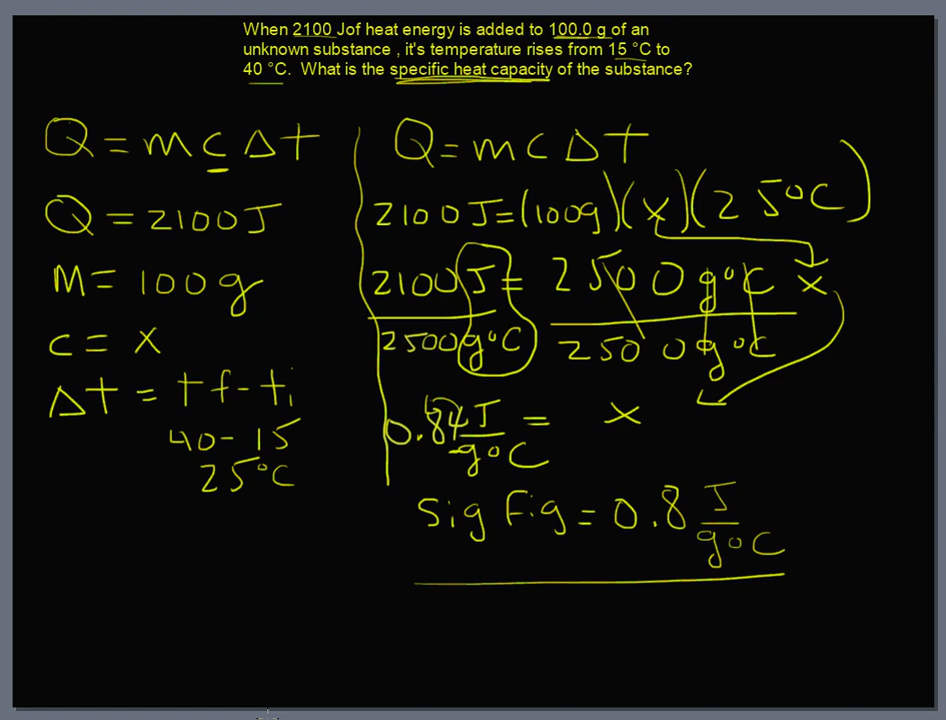 When 2100 Jof heat energy is added to 100.0 g of an
unknown substance , it's temperature rises from 15 °C to
40 °C. What is the specific heat capacity of the substance?
Q = mcΔt
Q = 2100J
m = 100g
c = x
Δt = tf - ti
40 - 15
25°C
Q = mcΔt
2100J = (100g)(x)(25°C)
2100J = 2500g°C x
2500g°C 2500g°C
0.84 J = x
g°C
Sig Fig = 0.8 J
g°C